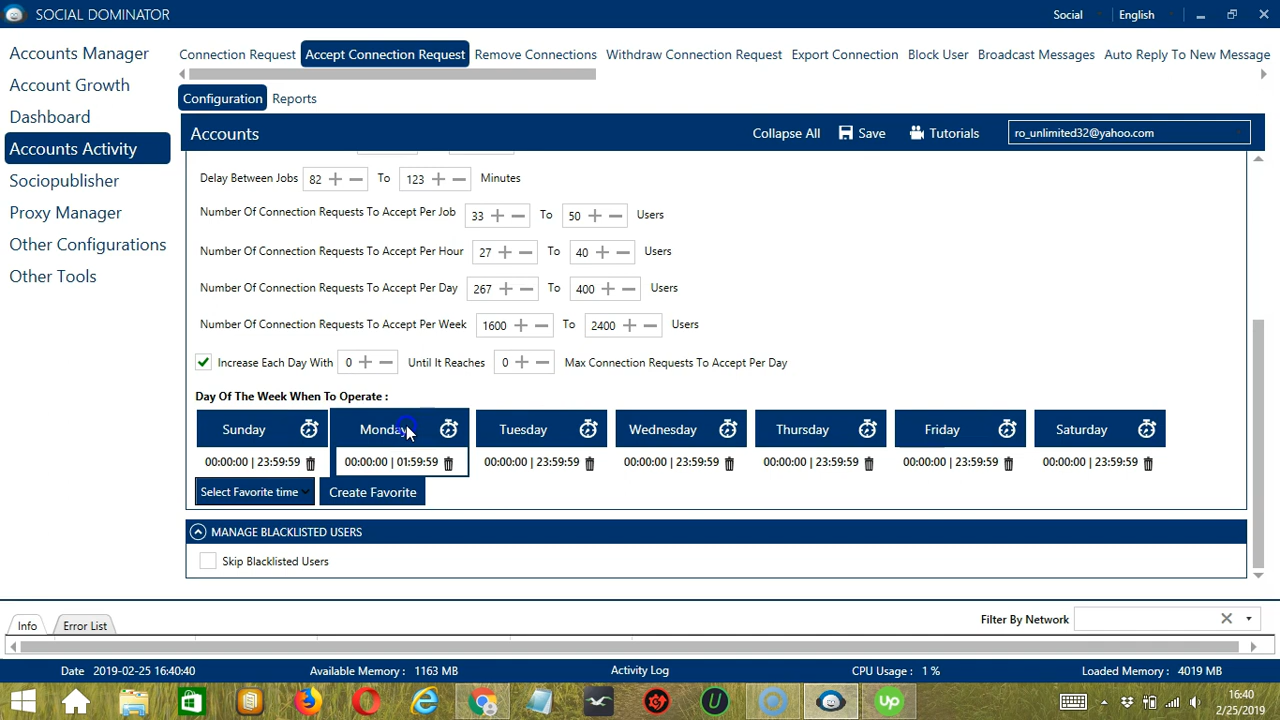 SOCIAL DOMINATOR
Social English
Accounts Manager
Account Growth
Dashboard
Accounts Activity
Sociopublisher
Proxy Manager
Other Configurations
Other Tools
Connection Request Accept Connection Request Remove Connections Withdraw Connection Request Export Connection Block User Broadcast Messages Auto Reply To New Message
Configuration Reports
Accounts Collapse All Save Tutorials ro_unlimited32@yahoo.com
Delay Between Jobs 82 To 123 Minutes
Number Of Connection Requests To Accept Per Job 33 To 50 Users
Number Of Connection Requests To Accept Per Hour 27 To 40 Users
Number Of Connection Requests To Accept Per Day 267 To 400 Users
Number Of Connection Requests To Accept Per Week 1600 To 2400 Users
Increase Each Day With 0 Until It Reaches 0 Max Connection Requests To Accept Per Day
Day Of The Week When To Operate :
Sunday Monday Tuesday Wednesday Thursday Friday Saturday
00:00:00 | 23:59:59 00:00:00 | 01:59:59 00:00:00 | 23:59:59 00:00:00 | 23:59:59 00:00:00 | 23:59:59 00:00:00 | 23:59:59 00:00:00 | 23:59:59
Select Favorite time Create Favorite
MANAGE BLACKLISTED USERS
Skip Blacklisted Users
Info Error List Filter By Network
Date 2019-02-25 16:40:40 Available Memory : 1163 MB Activity Log CPU Usage : 1 % Loaded Memory : 4019 MB
16:40
2/25/2019